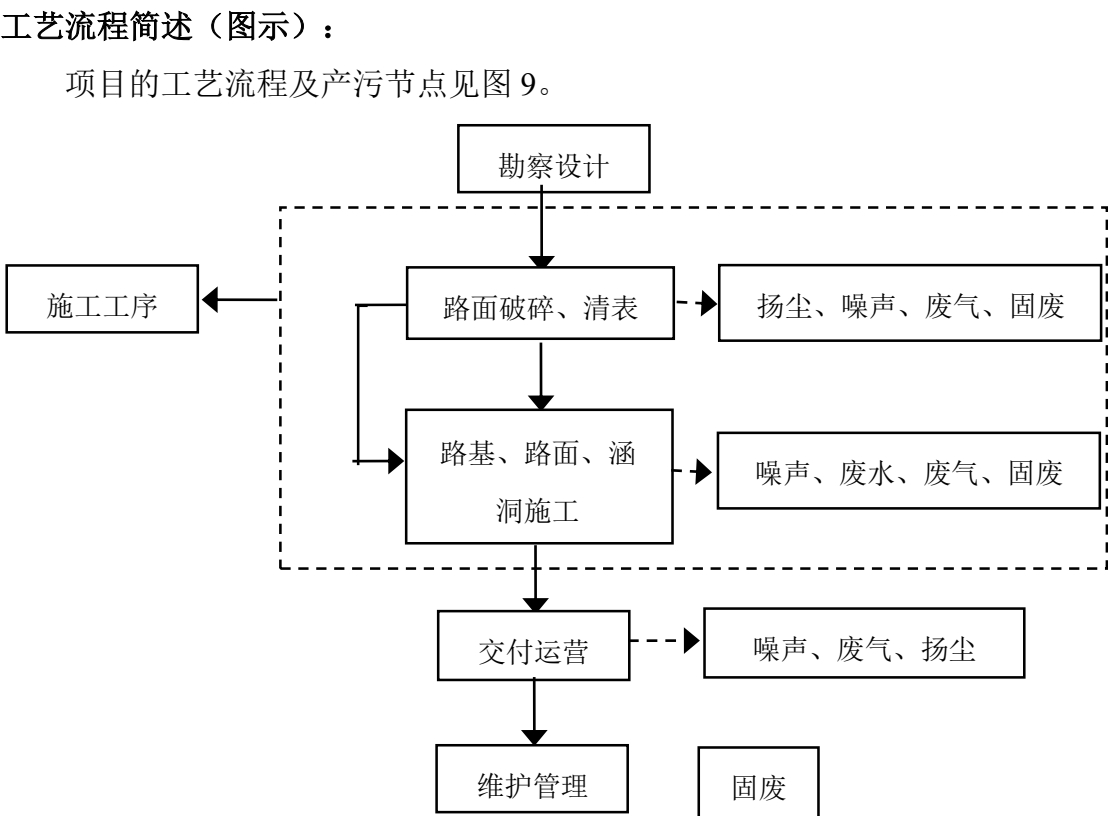 工艺流程简述（图示）：
项目的工艺流程及产污节点见图 9。
勘察设计
施工工序
路面破碎、清表
扬尘、噪声、废气、固废
路基、路面、涵
洞施工
噪声、废水、废气、固废
交付运营
噪声、废气、扬尘
维护管理
固废